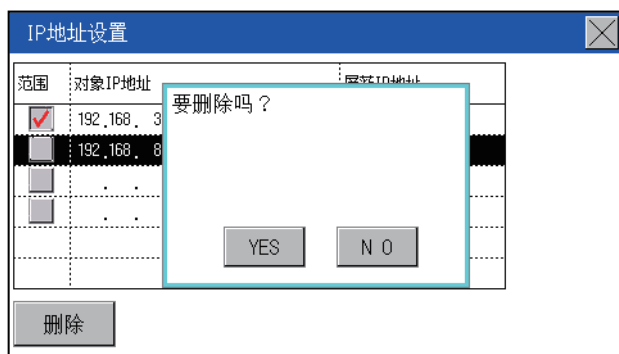 IP地址设置
范围 对象IP地址
192.168. 3
192.168. 8
. .
. .
要删除吗？
YES N O
删除